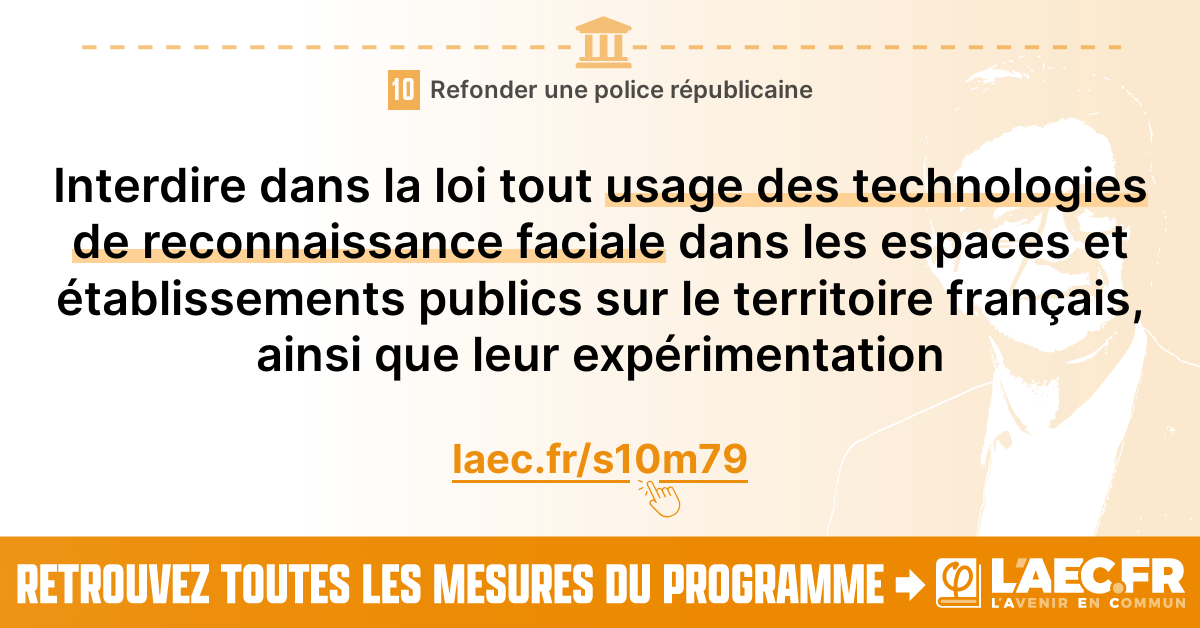 10 Refonder une police républicaine
Interdire dans la loi tout usage des technologies
de reconnaissance faciale dans les espaces et
établissements publics sur le territoire français,
ainsi que leur expérimentation
laec.fr/s10m79
RETROUVEZ TOUTES LES MESURES DU PROGRAMME
φ L'AEC.FR
L'AVENIR EN COMMUN